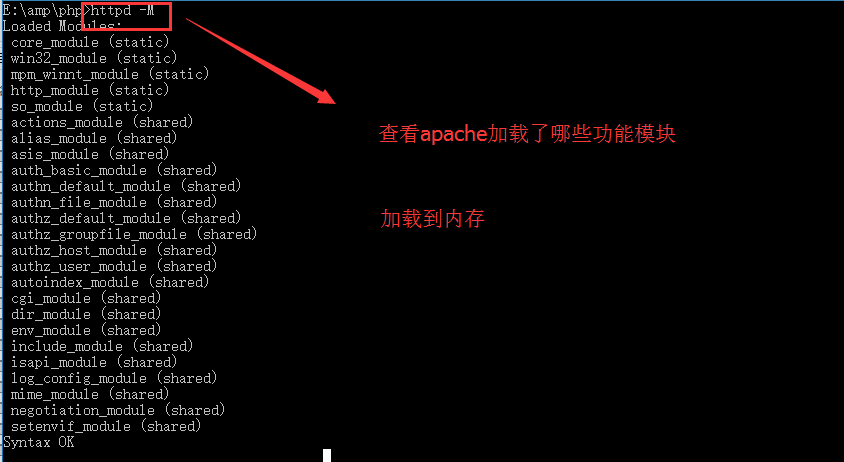 E:\amp\php>httpd -M
Loaded Modules:
core_module (static)
win32_module (static)
mpm_winnt_module (static)
http_module (static)
so_module (static)
actions_module (shared)
alias_module (shared)
asis_module (shared)
auth_basic_module (shared)
authn_default_module (shared)
authn_file_module (shared)
authz_default_module (shared)
authz_groupfile_module (shared)
authz_host_module (shared)
authz_user_module (shared)
autoindex_module (shared)
cgi_module (shared)
dir_module (shared)
env_module (shared)
include_module (shared)
isapi_module (shared)
log_config_module (shared)
mime_module (shared)
negotiation_module (shared)
setenvif_module (shared)
Syntax OK
查看apache加载了哪些功能模块
加载到内存